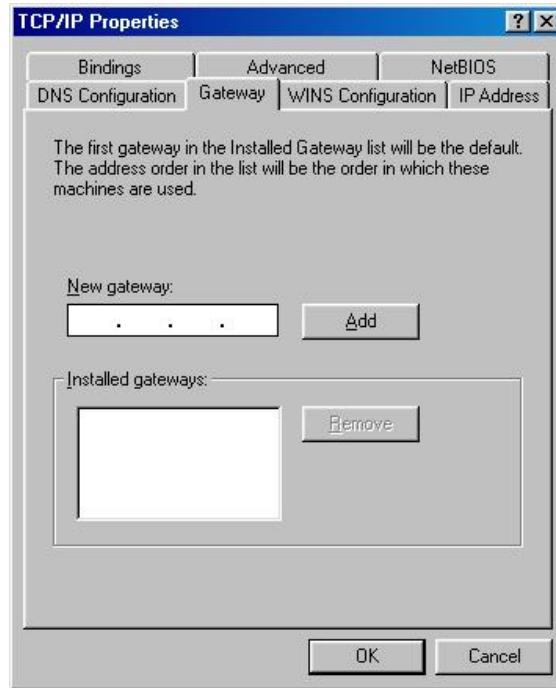 TCP/IP Properties
? ×
Bindings Advanced NetBIOS
DNS Configuration Gateway WINS Configuration IP Address
The first gateway in the Installed Gateway list will be the default.
The address order in the list will be the order in which these
machines are used.
New gateway:
. . .
Add
Installed gateways:
Remove
OK Cancel